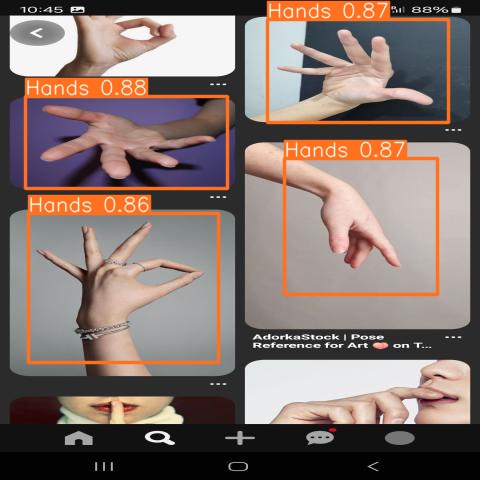 10:45
88%
Hands 0.87
Hands 0.88
Hands 0.87
Hands 0.86
AdorkaStock | Pose
Reference for Art 🥰 on T...